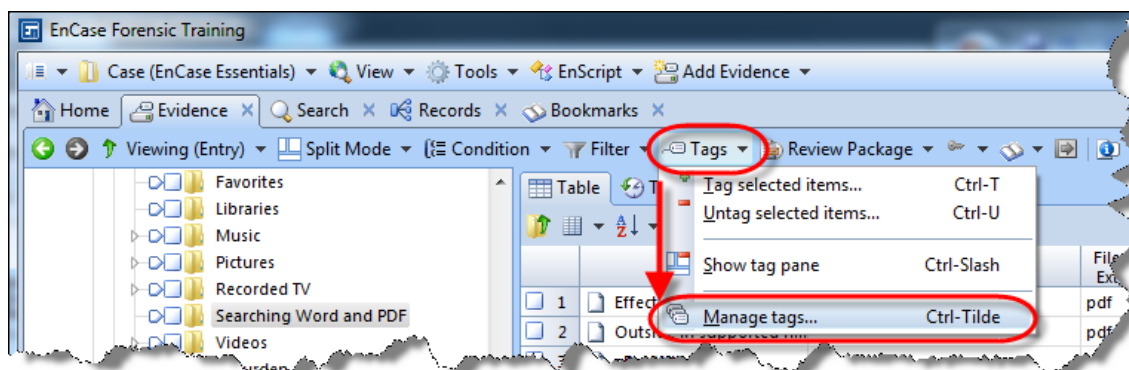 EnCase Forensic Training
Case (EnCase Essentials) View Tools EnScript Add Evidence
Home Evidence Search Records Bookmarks
Viewing (Entry) Split Mode Condition Filter Tags Review Package
Favorites
Libraries
Music
Pictures
Recorded TV
Searching Word and PDF
Videos
Table
Tag selected items... Ctrl-T
Untag selected items... Ctrl-U
Show tag pane Ctrl-Slash
Manage tags... Ctrl-Tilde
File
Ext
1 Effect pdf
2 Outsi pdf